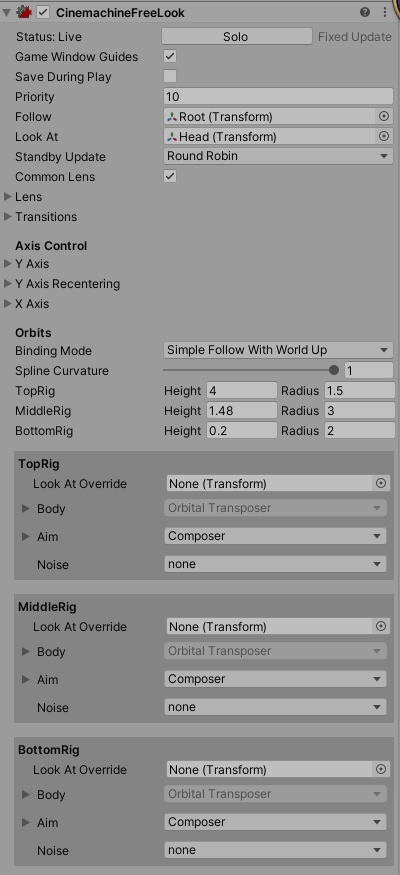 CinemachineFreeLook
Status: Live Solo Fixed Update
Game Window Guides
Save During Play
Priority 10
Follow Root (Transform)
Look At Head (Transform)
Standby Update Round Robin
Common Lens
Lens
Transitions
Axis Control
Y Axis
Y Axis Recentering
X Axis
Orbits
Binding Mode Simple Follow With World Up
Spline Curvature 1
TopRig Height 4 Radius 1.5
MiddleRig Height 1.48 Radius 3
BottomRig Height 0.2 Radius 2
TopRig
Look At Override None (Transform)
Body Orbital Transposer
Aim Composer
Noise none
MiddleRig
Look At Override None (Transform)
Body Orbital Transposer
Aim Composer
Noise none
BottomRig
Look At Override None (Transform)
Body Orbital Transposer
Aim Composer
Noise none